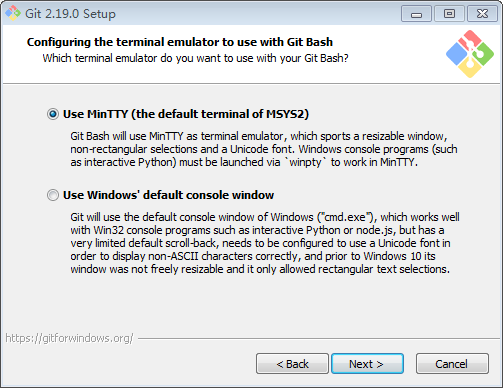 Git 2.19.0 Setup
Configuring the terminal emulator to use with Git Bash
Which terminal emulator do you want to use with your Git Bash?
Use MinTTY (the default terminal of MSYS2)
Git Bash will use MinTTY as terminal emulator, which sports a resizable window,
non-rectangular selections and a Unicode font. Windows console programs (such
as interactive Python) must be launched via `winpty` to work in MinTTY.
Use Windows' default console window
Git will use the default console window of Windows ("cmd.exe"), which works well
with Win32 console programs such as interactive Python or node.js, but has a
very limited default scroll-back, needs to be configured to use a Unicode font in
order to display non-ASCII characters correctly, and prior to Windows 10 its
window was not freely resizable and it only allowed rectangular text selections.
https://gitforwindows.org/
< Back
Next >
Cancel